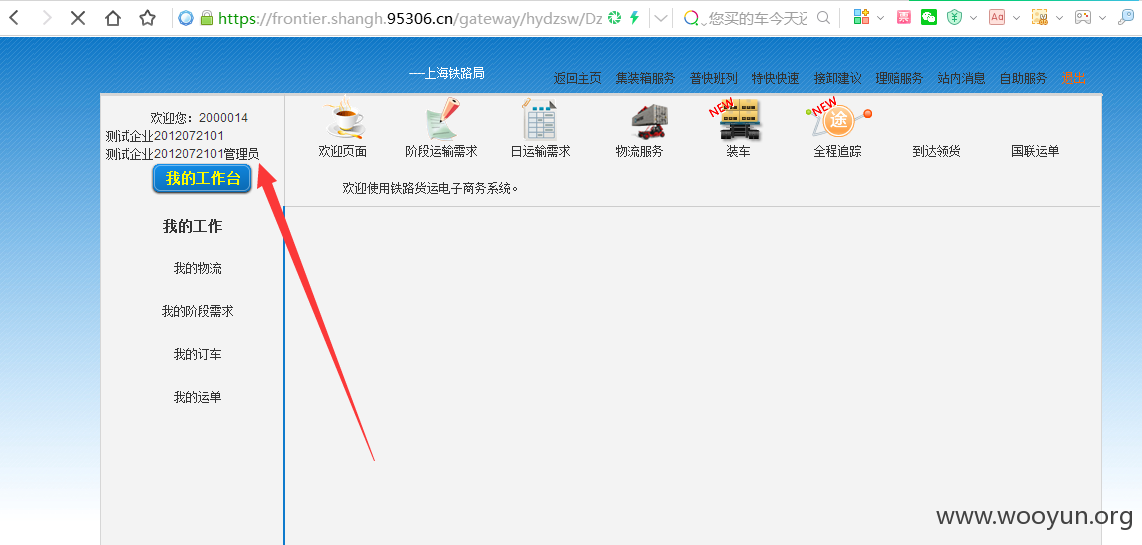 https://frontier.shangh.95306.cn/gateway/hydzsw/Dz
您买的车今天还
票
Aa
──上海铁路局
返回主页 集装箱服务 普快班列 特快快速 接卸建议 理赔服务 站内消息 自助服务
欢迎您：2000014
测试企业2012072101
测试企业2012072101管理员
我的工作台
NEW
NEW
途
欢迎页面 阶段运输需求 日运输需求 物流服务 装车 全程追踪 到达领货 国联运单
欢迎使用铁路货运电子商务系统。
我的工作
我的物流
我的阶段需求
我的订车
我的运单
www.wooyun.org